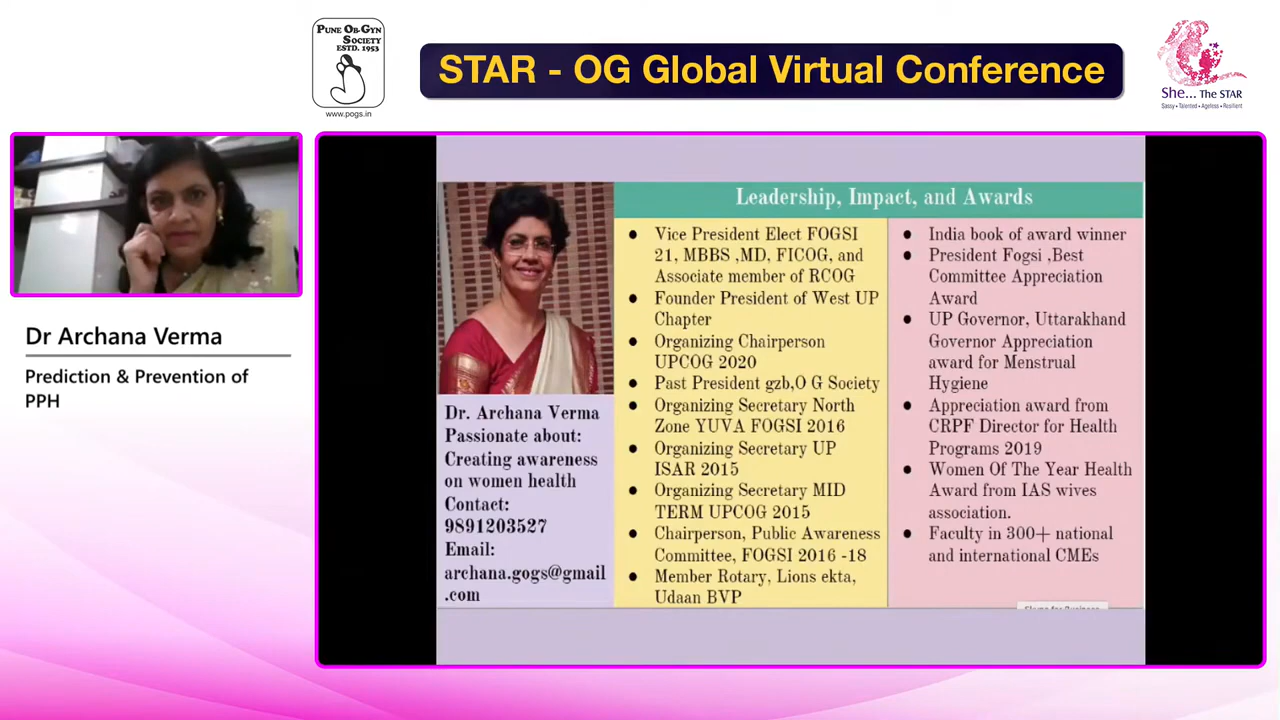 PUNE OB-GYN
SOCIETY
ESTD. 1953
www.pogs.in
STAR - OG Global Virtual Conference
She... THE STAR
Sassy • Talented • Ageless • Resilient
Dr Archana Verma
Prediction & Prevention of
PPH
Leadership, Impact, and Awards
Dr. Archana Verma
Passionate about:
Creating awareness
on women health
Contact:
9891203527
Email:
archana.gogs@gmail
.com
● Vice President Elect FOGSI
21, MBBS ,MD, FICOG, and
Associate member of RCOG
● Founder President of West UP
Chapter
● Organizing Chairperson
UPCOG 2020
● Past President gzb,O G Society
● Organizing Secretary North
Zone YUVA FOGSI 2016
● Organizing Secretary UP
ISAR 2015
● Organizing Secretary MID
TERM UPCOG 2015
● Chairperson, Public Awareness
Committee, FOGSI 2016 -18
● Member Rotary, Lions ekta,
Udaan BVP
● India book of award winner
● President Fogsi ,Best
Committee Appreciation
Award
● UP Governor, Uttarakhand
Governor Appreciation
award for Menstrual
Hygiene
● Appreciation award from
CRPF Director for Health
Programs 2019
● Women Of The Year Health
Award from IAS wives
association.
● Faculty in 300+ national
and international CMEs